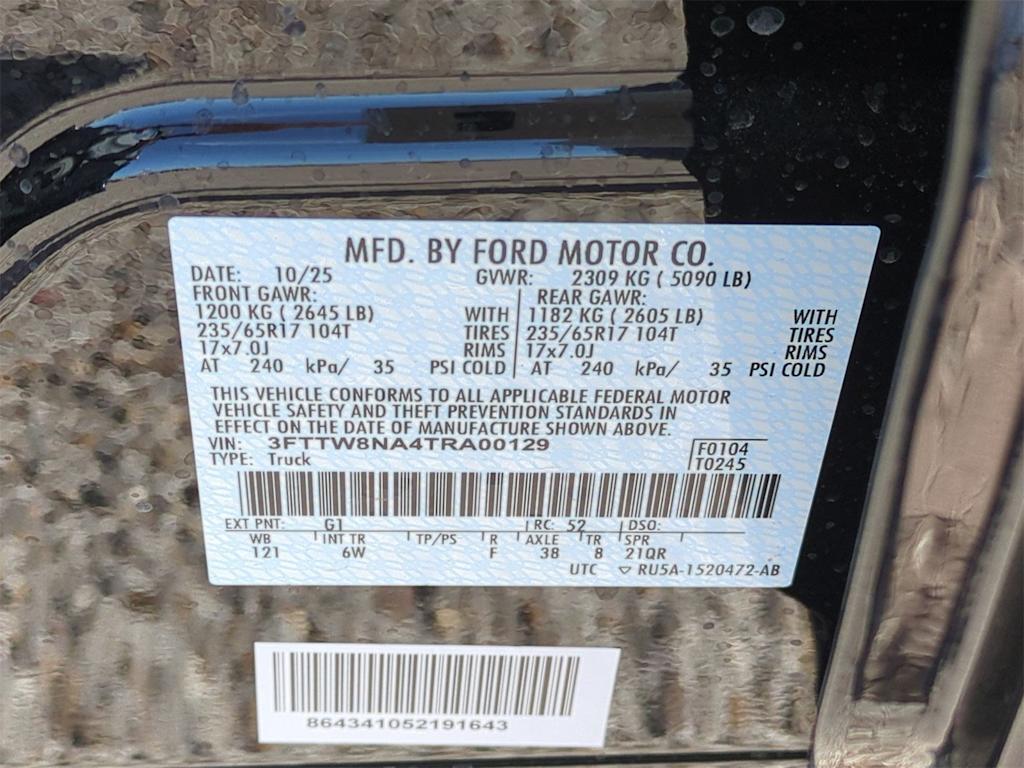 MFD. BY FORD MOTOR CO.
DATE: 10/25 GVWR: 2309 KG ( 5090 LB)
FRONT GAWR: REAR GAWR:
1200 KG ( 2645 LB) WITH 1182 KG ( 2605 LB) WITH
235/65R17 104T TIRES 235/65R17 104T TIRES
17x7.0J RIMS 17x7.0J RIMS
AT 240 kPa/ 35 PSI COLD AT 240 kPa/ 35 PSI COLD
THIS VEHICLE CONFORMS TO ALL APPLICABLE FEDERAL MOTOR
VEHICLE SAFETY AND THEFT PREVENTION STANDARDS IN
EFFECT ON THE DATE OF MANUFACTURE SHOWN ABOVE.
VIN: 3FTTW8NA4TRA00129 F0104
TYPE: Truck T0245
EXT PNT: G1 RC: 52 DSO:
WB INT TR TP/PS R AXLE TR SPR
121 6W F 38 8 21QR
UTC ▽ RU5A-1520472-AB
864341052191643